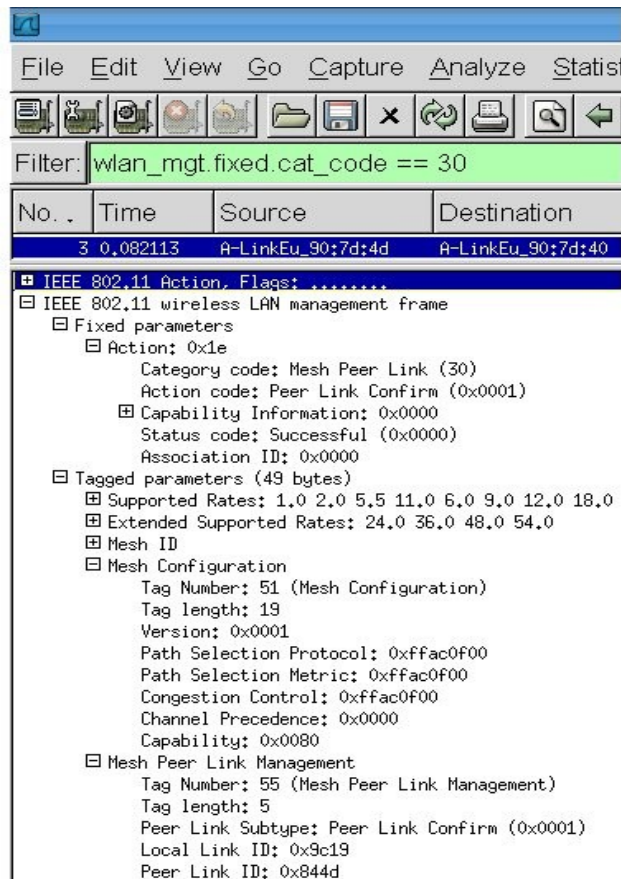 File Edit View Go Capture Analyze Statist
Filter: wlan_mgt.fixed.cat_code == 30
No. . Time Source Destination
3 0.082113 A-LinkEu_90:7d:4d A-LinkEu_90:7d:40
IEEE 802.11 Action, Flags: ........
IEEE 802.11 wireless LAN management frame
Fixed parameters
Action: 0x1e
Category code: Mesh Peer Link (30)
Action code: Peer Link Confirm (0x0001)
Capability Information: 0x0000
Status code: Successful (0x0000)
Association ID: 0x0000
Tagged parameters (49 bytes)
Supported Rates: 1.0 2.0 5.5 11.0 6.0 9.0 12.0 18.0
Extended Supported Rates: 24.0 36.0 48.0 54.0
Mesh ID
Mesh Configuration
Tag Number: 51 (Mesh Configuration)
Tag length: 19
Version: 0x0001
Path Selection Protocol: 0xffac0f00
Path Selection Metric: 0xffac0f00
Congestion Control: 0xffac0f00
Channel Precedence: 0x0000
Capability: 0x0080
Mesh Peer Link Management
Tag Number: 55 (Mesh Peer Link Management)
Tag length: 5
Peer Link Subtype: Peer Link Confirm (0x0001)
Local Link ID: 0x9c19
Peer Link ID: 0x844d